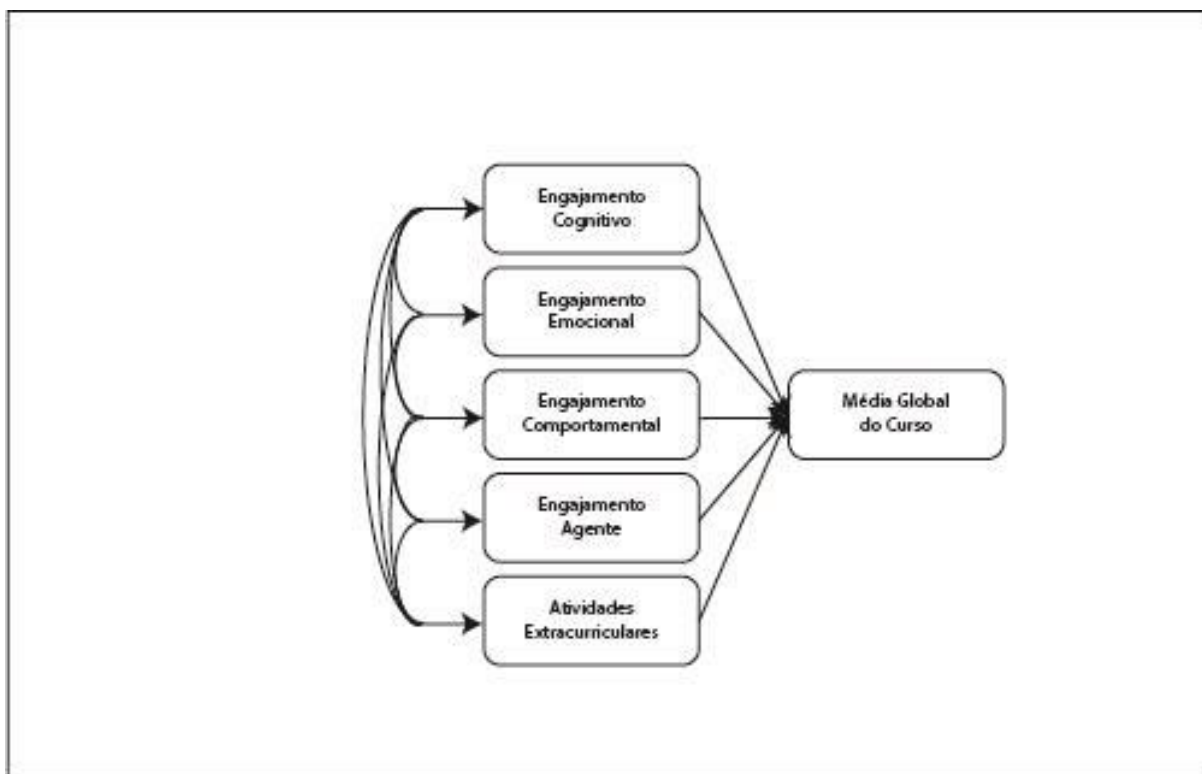 Engajamento
Cognitivo
Engajamento
Emocional
Engajamento
Comportamental
Média Global
do Curso
Engajamento
Agente
Atividades
Extracurriculares